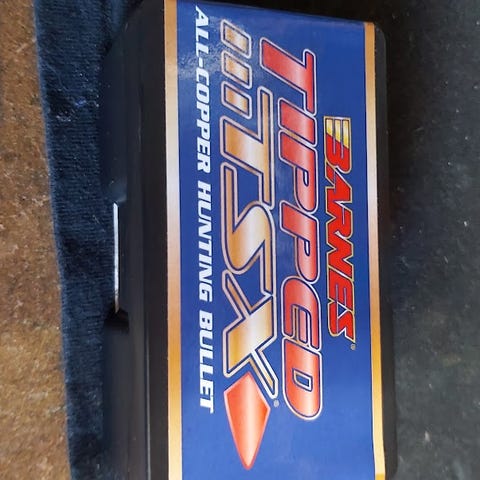 BARNES®
TIPPED
TSX®
ALL-COPPER HUNTING BULLET